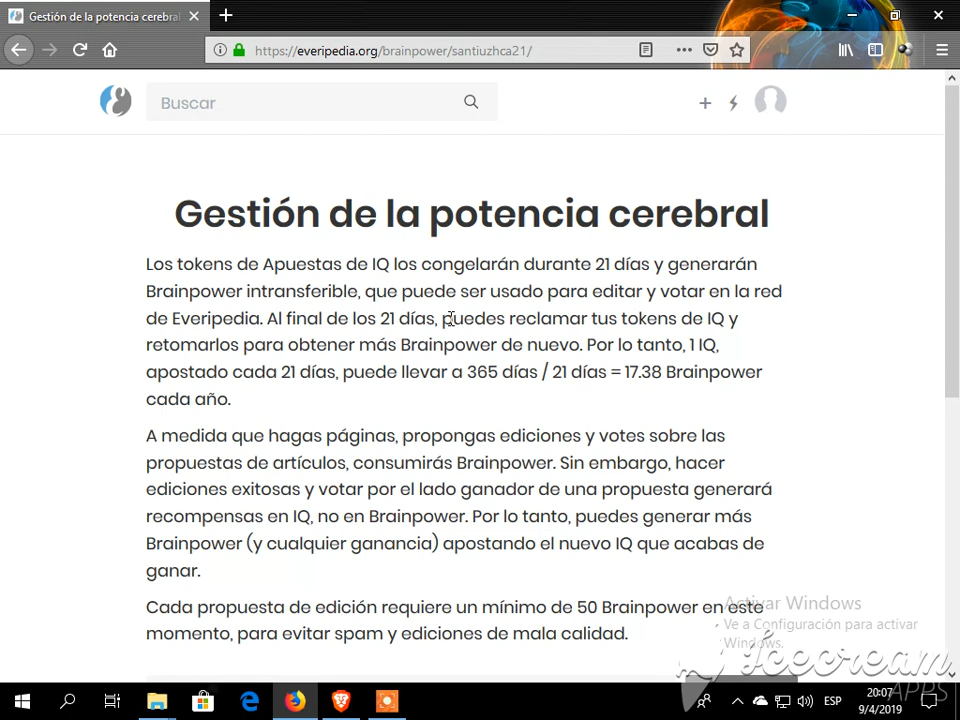 Gestión de la potencia cerebral
https://everipedia.org/brainpower/santiuzhca21/
Buscar
Gestión de la potencia cerebral
Los tokens de Apuestas de IQ los congelarán durante 21 días y generarán
Brainpower intransferible, que puede ser usado para editar y votar en la red
de Everipedia. Al final de los 21 días, puedes reclamar tus tokens de IQ y
retomarlos para obtener más Brainpower de nuevo. Por lo tanto, 1 IQ,
apostado cada 21 días, puede llevar a 365 días / 21 días = 17.38 Brainpower
cada año.
A medida que hagas páginas, propongas ediciones y votes sobre las
propuestas de artículos, consumirás Brainpower. Sin embargo, hacer
ediciones exitosas y votar por el lado ganador de una propuesta generará
recompensas en IQ, no en Brainpower. Por lo tanto, puedes generar más
Brainpower (y cualquier ganancia) apostando el nuevo IQ que acabas de
ganar.
Cada propuesta de edición requiere un mínimo de 50 Brainpower en este
momento, para evitar spam y ediciones de mala calidad.
Activar Windows
Ve a Configuración para activar
Windows.
Icecream
APPS
ESP
20:07
9/4/2019